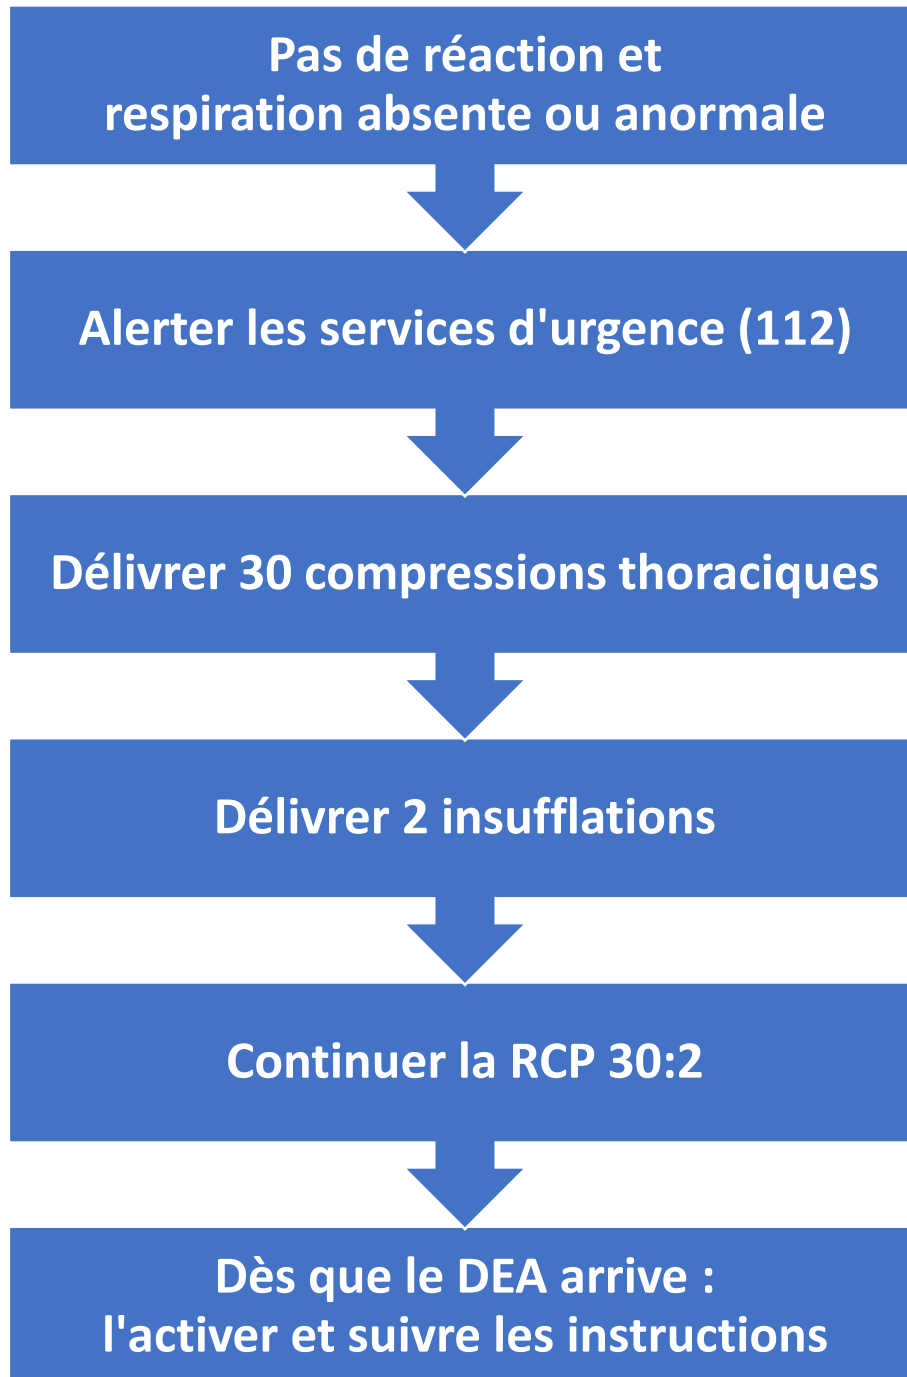 Pas de réaction et
respiration absente ou anormale
Alerter les services d'urgence (112)
Délivrer 30 compressions thoraciques
Délivrer 2 insufflations
Continuer la RCP 30:2
Dès que le DEA arrive :
l'activer et suivre les instructions